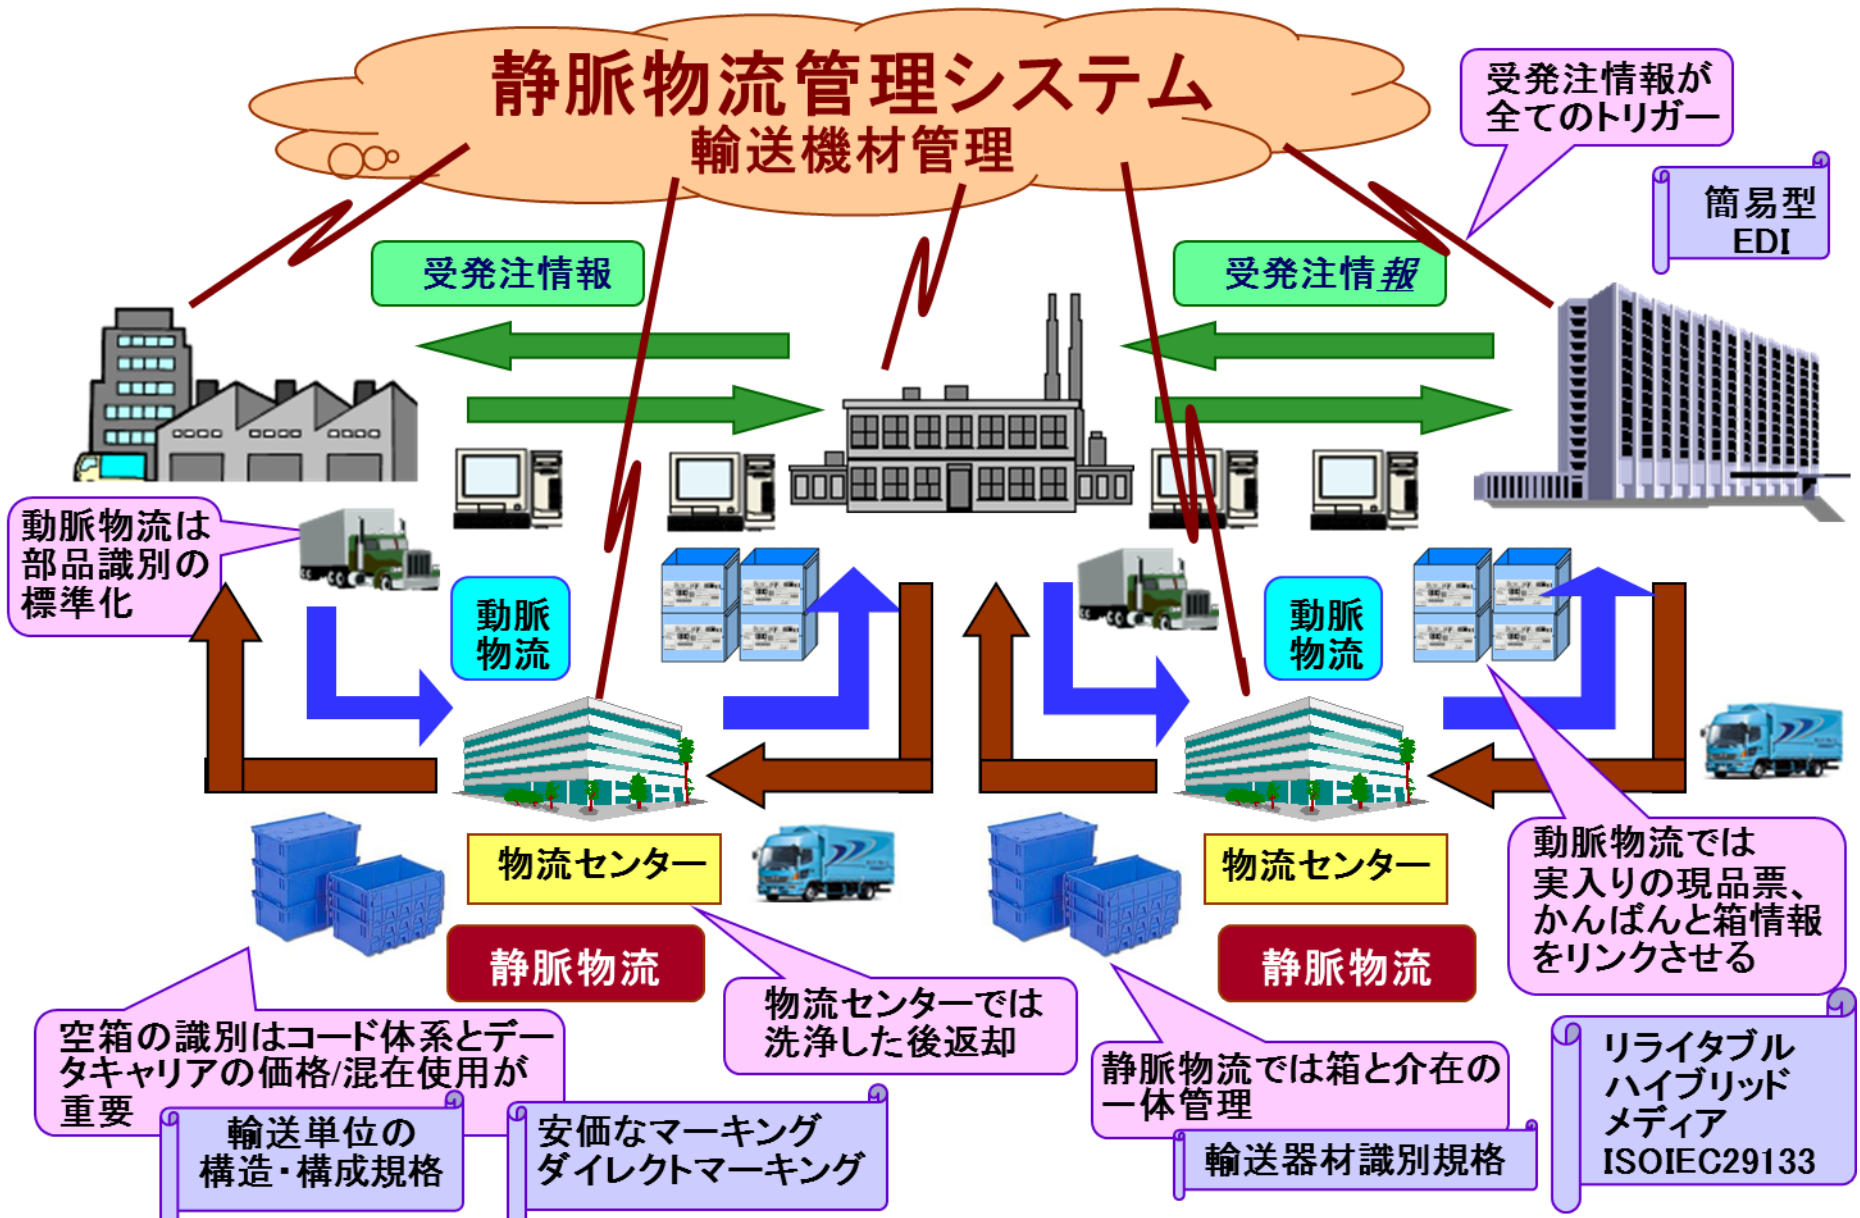 静脈物流管理システム
輸送機材管理
受発注情報が
全てのトリガー
簡易型
EDI
受発注情報
受発注情報
動脈物流は
部品識別の
標準化
動脈
物流
動脈
物流
物流センター
物流センター
静脈物流
静脈物流
動脈物流では
実入りの現品票、
かんばんと箱情報
をリンクさせる
物流センターでは
洗浄した後返却
空箱の識別はコード体系とデー
タキャリアの価格/混在使用が
重要
静脈物流では箱と介在の
一体管理
輸送単位の
構造・構成規格
安価なマーキング
ダイレクトマーキング
輸送器材識別規格
リライタブル
ハイブリッド
メディア
ISOIEC29133